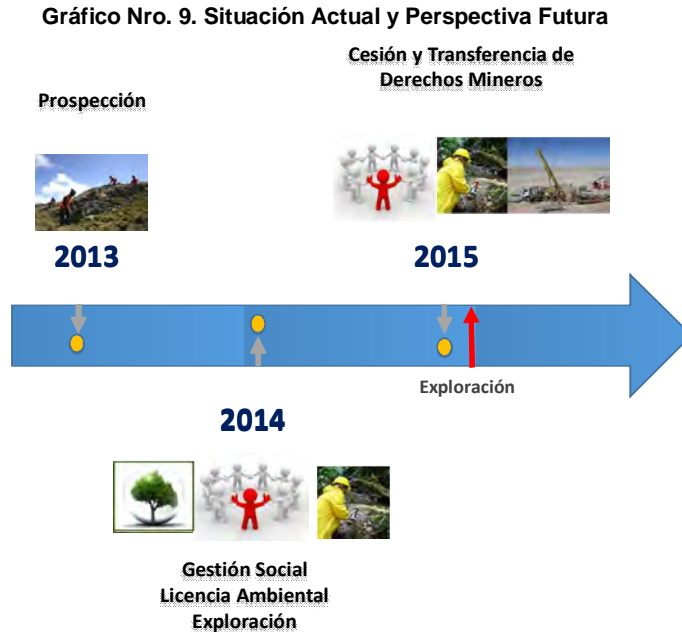 Gráfico Nro. 9. Situación Actual y Perspectiva Futura
Cesión y Transferencia de
Derechos Mineros
Prospección
2013
2015
Exploración
2014
Gestión Social
Licencia Ambiental
Exploración